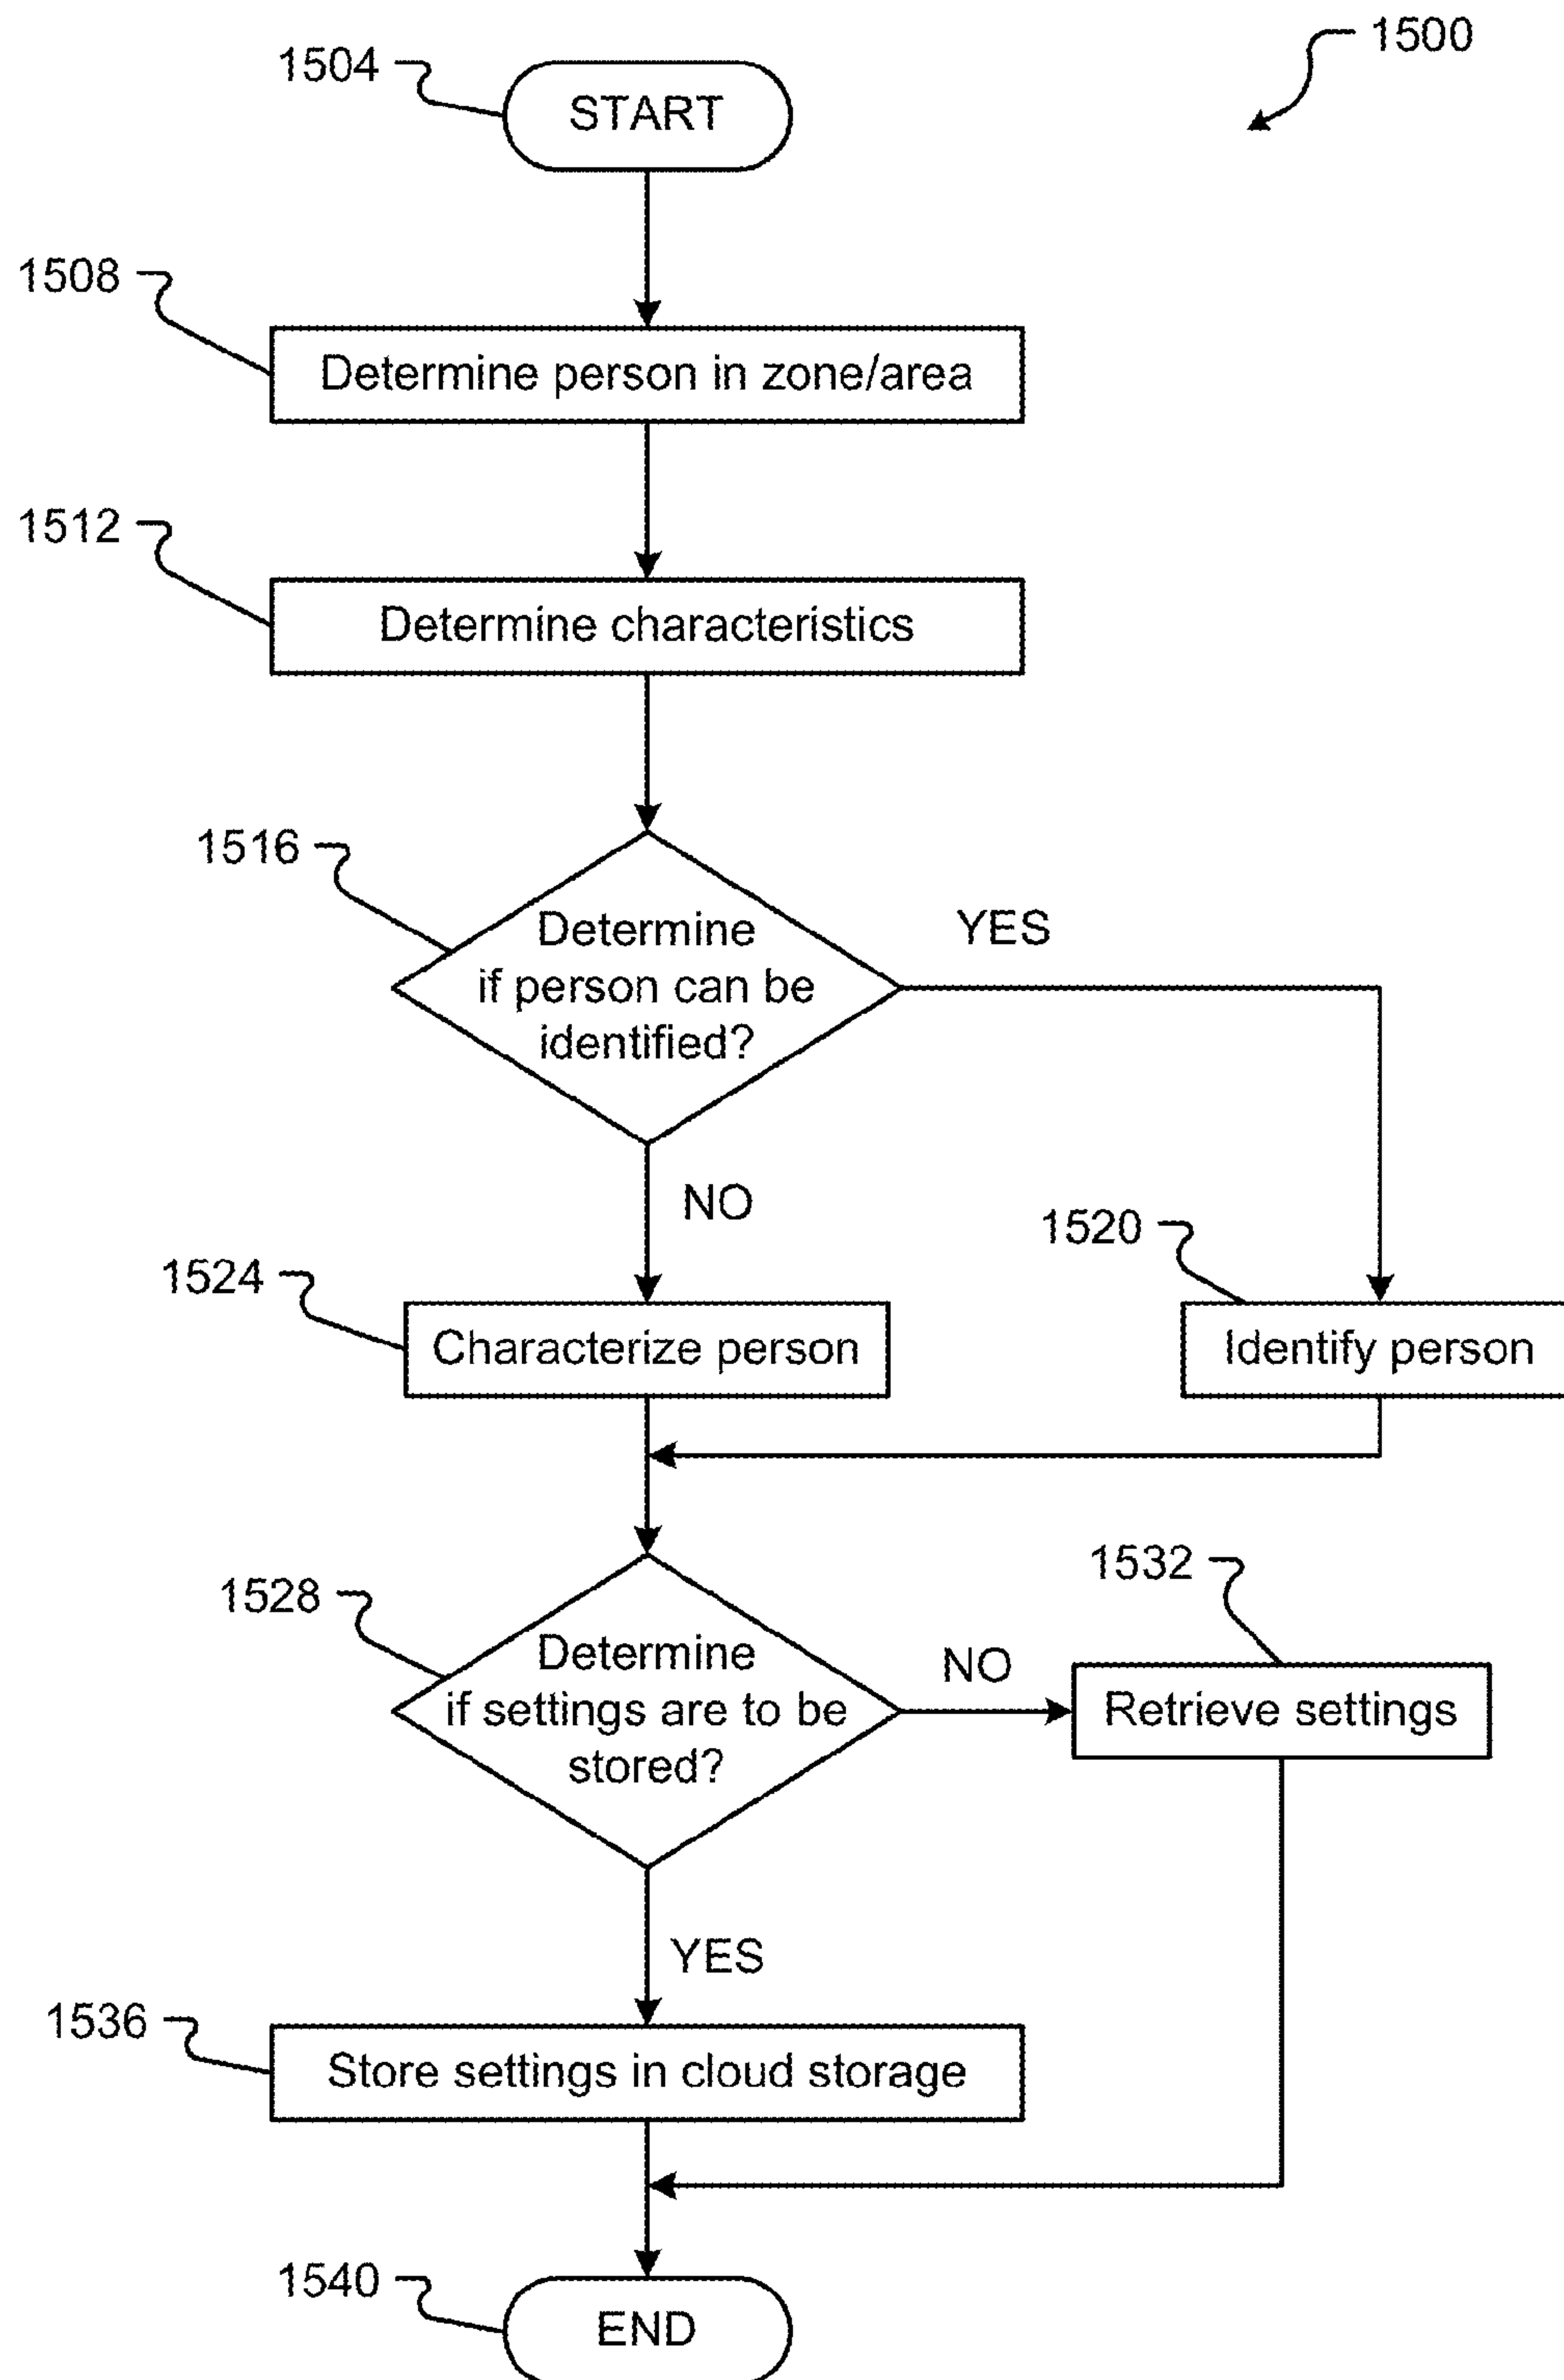 1500
1504
START
1508
Determine person in zone/area
1512
Determine characteristics
1516
Determine
if person can be
identified?
YES
NO
1520
1524
Characterize person
Identify person
1528
Determine
if settings are to be
stored?
NO
1532
Retrieve settings
YES
1536
Store settings in cloud storage
1540
END